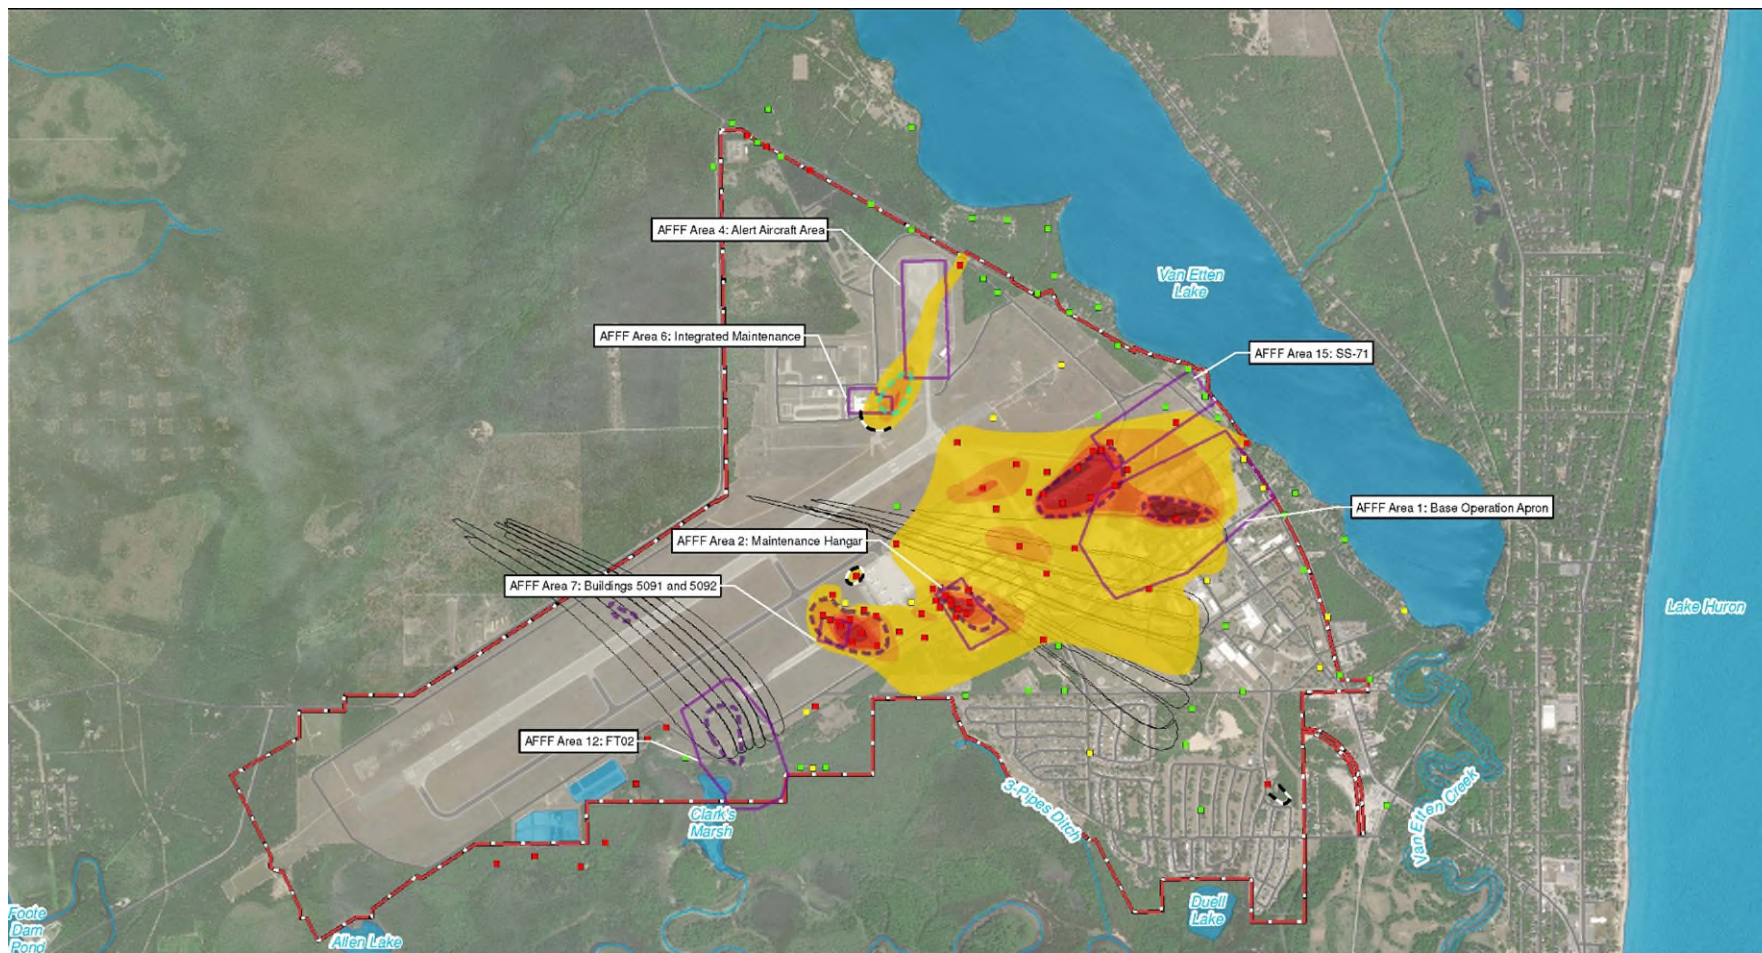 AFFF Area 4: Alert Aircraft Area
Van Etten
Lake
AFFF Area 6: Integrated Maintenance
AFFF Area 15: SS-71
AFFF Area 1: Base Operation Apron
AFFF Area 2: Maintenance Hangar
AFFF Area 7: Buildings 5091 and 5092
Lake Huron
AFFF Area 12: FT02
Clark's
Marsh
3-Pipes Ditch
Van Etten Creek
Duell
Lake
Foote
Dam
Pond
Allen Lake